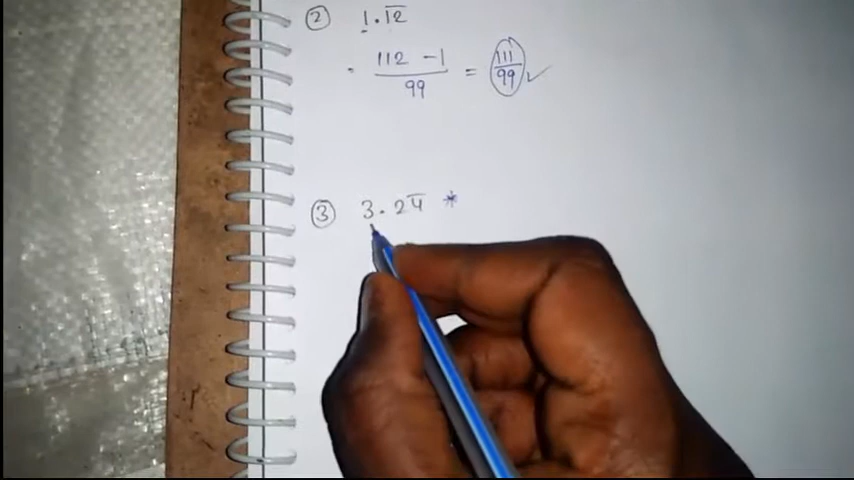 ② 1.1̅2̅
= 112 - 1 / 99 = 111 / 99 ✓
③ 3.24̅ *